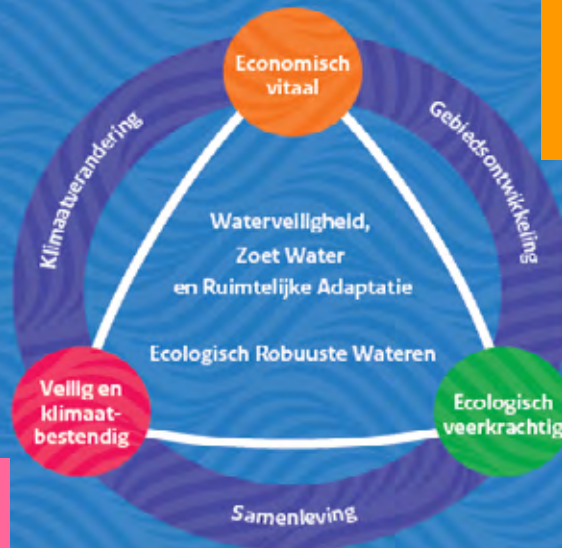 Economisch
vitaal
Klimaatverandering
Gebiedsontwikkeling
Waterveiligheid,
Zoet Water
en Ruimtelijke Adaptatie
Ecologisch Robuuste Wateren
Veilig en
klimaat-
bestendig
Ecologisch
veerkrachtig
Samenleving